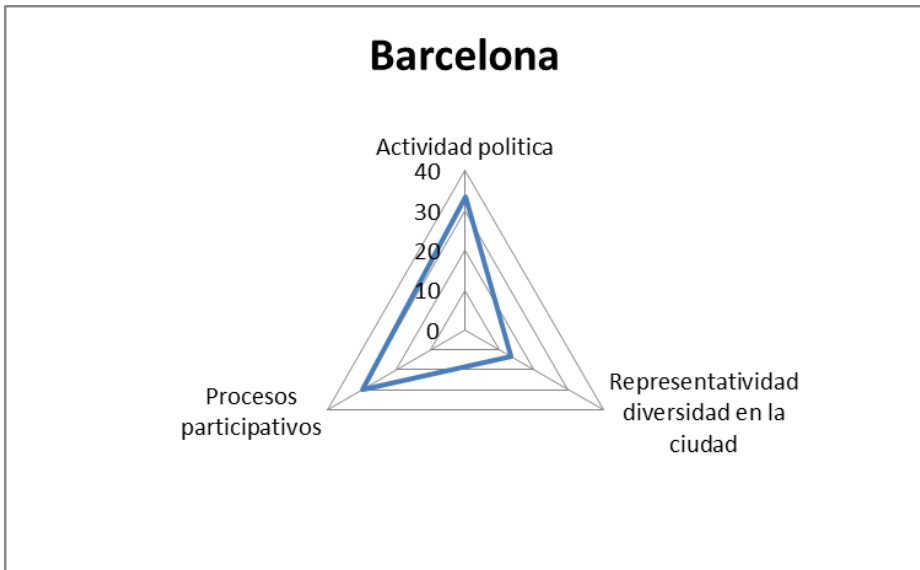 Barcelona
Actividad politica
40
30
20
10
0
Representatividad
diversidad en la
ciudad
Procesos
participativos